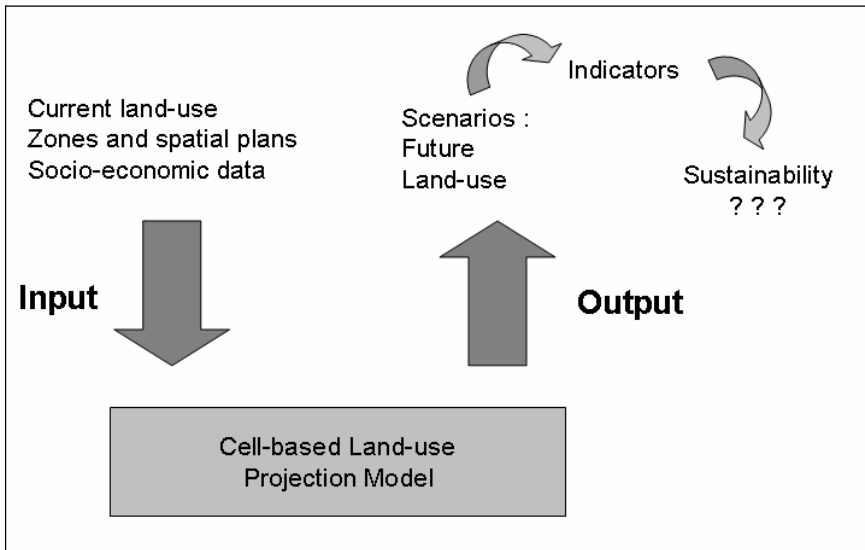 Current land-use
Zones and spatial plans
Socio-economic data
Input
Scenarios :
Future
Land-use
Indicators
Sustainability
? ? ?
Output
Cell-based Land-use
Projection Model